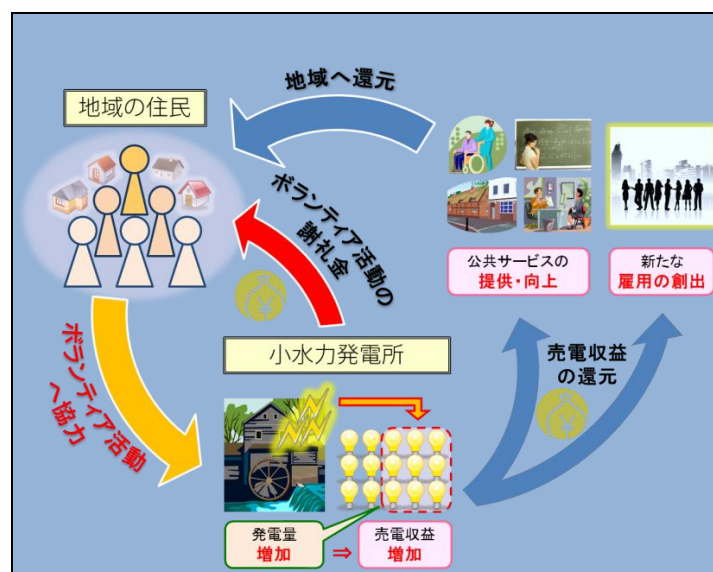 地域へ還元
地域の住民
ボランティア活動の
謝礼金
公共サービスの
提供・向上
新たな
雇用の創出
ボランティア活動
へ協力
小水力発電所
売電収益
の還元
発電量
増加
⇒
売電収益
増加